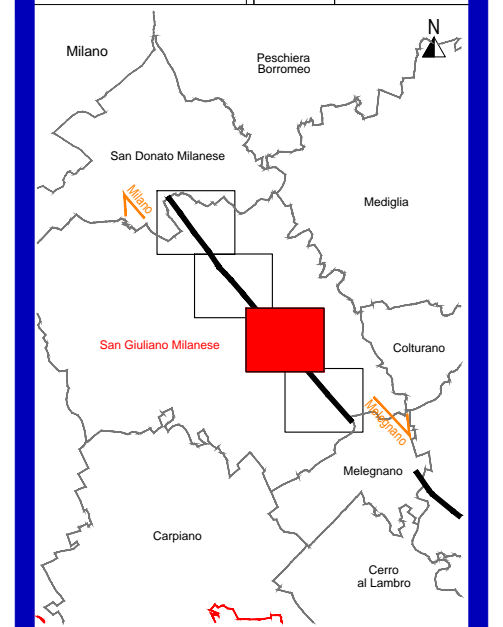 N
Milano
Peschiera
Borromeo
San Donato Milanese
Milano
Mediglia
San Giuliano Milanese
Colturano
Melegnano
Melegnano
Carpiano
Cerro
al Lambro